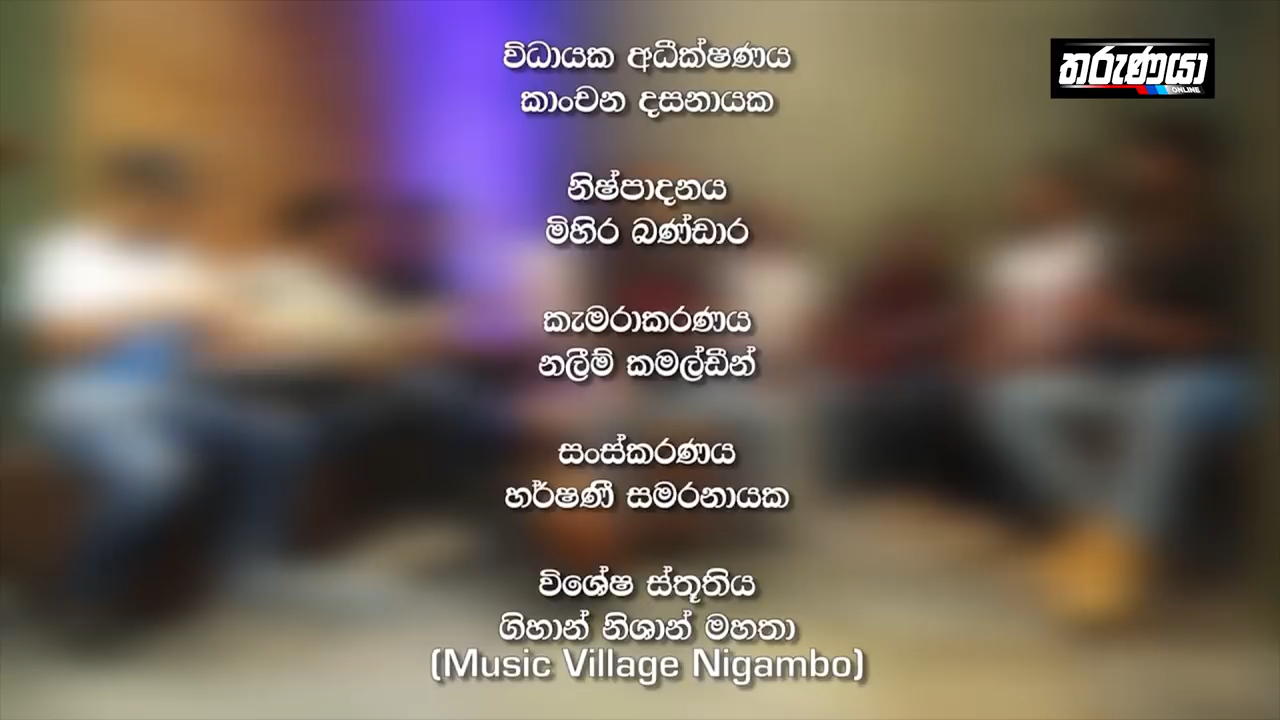 තරුණයා
ONLINE
විධායක අධීක්ෂණය
කාංචන දසනායක
නිෂ්පාදනය
මිහිර බණ්ඩාර
කැමරාකරණය
නලීම් කමල්ඩීන්
සංස්කරණය
හර්ෂණී සමරනායක
විශේෂ ස්තූතිය
ගිහාන් නිශාන් මහතා
(Music Village Nigambo)